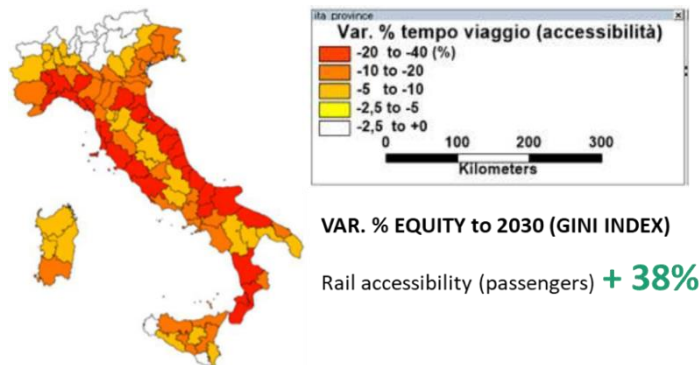 ita province
Var. % tempo viaggio (accessibilità)
-20 to -40 (%)
-10 to -20
-5 to -10
-2,5 to -5
-2,5 to +0
0 100 200 300
Kilometers
VAR. % EQUITY to 2030 (GINI INDEX)
Rail accessibility (passengers) + 38%